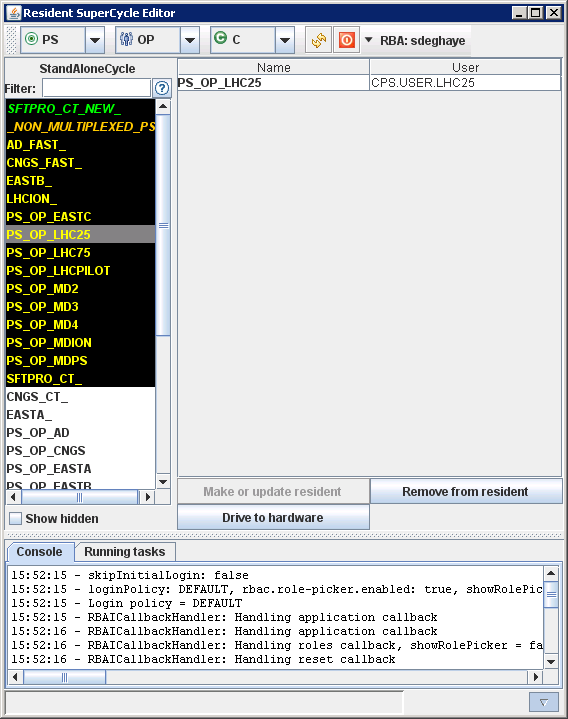 Resident SuperCycle Editor
PS OP C RBA: sdeghaye
StandAloneCycle
Filter: ?
Name User
PS_OP_LHC25 CPS.USER.LHC25
SFTPRO_CT_NEW_
_NON_MULTIPLEXED_PS
AD_FAST_
CNGS_FAST_
EASTB_
LHCION_
PS_OP_EASTC
PS_OP_LHC25
PS_OP_LHC75
PS_OP_LHCPILOT
PS_OP_MD2
PS_OP_MD3
PS_OP_MD4
PS_OP_MDION
PS_OP_MDPS
SFTPRO_CT_
CNGS_CT_
EASTA_
PS_OP_AD
PS_OP_CNGS
PS_OP_EASTA
PS_OP_EASTB
Show hidden
Make or update resident Remove from resident
Drive to hardware
Console Running tasks
15:52:15 - skipInitialLogin: false
15:52:15 - loginPolicy: DEFAULT, rbac.role-picker.enabled: true, showRolePic
15:52:15 - Login policy = DEFAULT
15:52:15 - RBAICallbackHandler: Handling application callback
15:52:16 - RBAICallbackHandler: Handling application callback
15:52:16 - RBAICallbackHandler: Handling roles callback, showRolePicker = fa
15:52:16 - RBAICallbackHandler: Handling reset callback